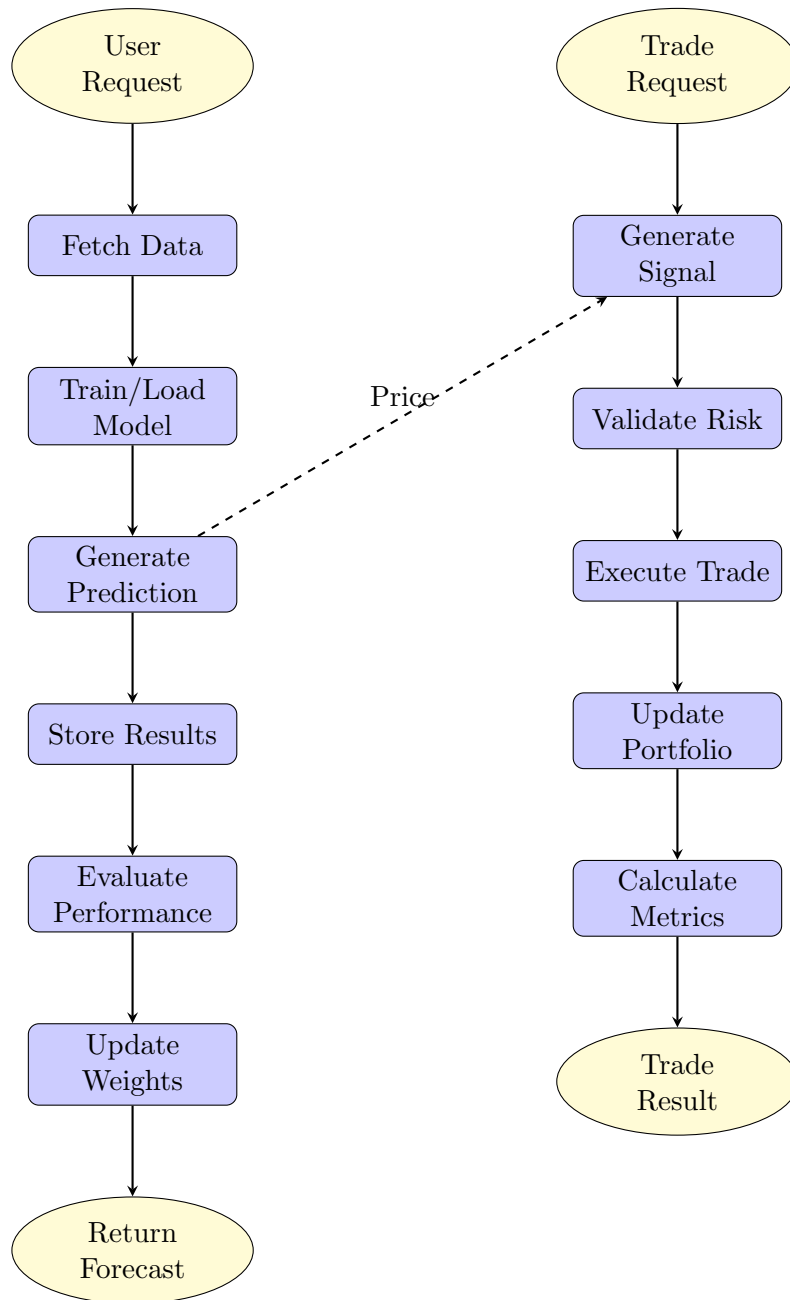 User
Request
Fetch Data
Train/Load
Model
Generate
Prediction
Store Results
Evaluate
Performance
Update
Weights
Return
Forecast
Price
Trade
Request
Generate
Signal
Validate Risk
Execute Trade
Update
Portfolio
Calculate
Metrics
Trade
Result